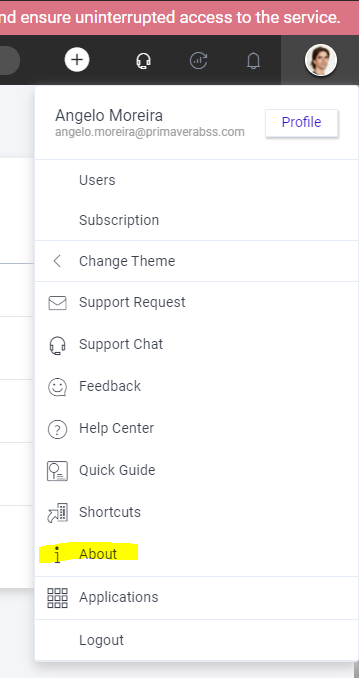 nd ensure uninterrupted access to the service.
Angelo Moreira
angelo.moreira@primaverabss.com
Profile
Users
Subscription
Change Theme
Support Request
Support Chat
Feedback
Help Center
Quick Guide
Shortcuts
About
Applications
Logout